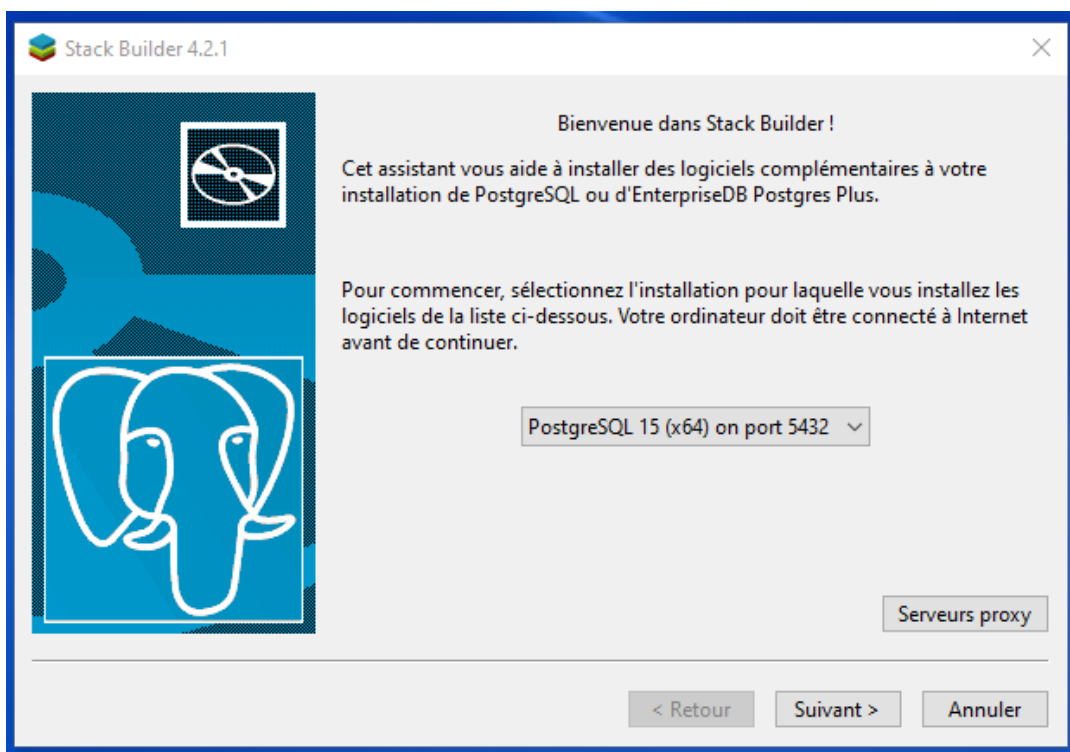 Stack Builder 4.2.1
Bienvenue dans Stack Builder !
Cet assistant vous aide à installer des logiciels complémentaires à votre
installation de PostgreSQL ou d'EnterpriseDB Postgres Plus.
Pour commencer, sélectionnez l'installation pour laquelle vous installez les
logiciels de la liste ci-dessous. Votre ordinateur doit être connecté à Internet
avant de continuer.
PostgreSQL 15 (x64) on port 5432
Serveurs proxy
< Retour
Suivant >
Annuler